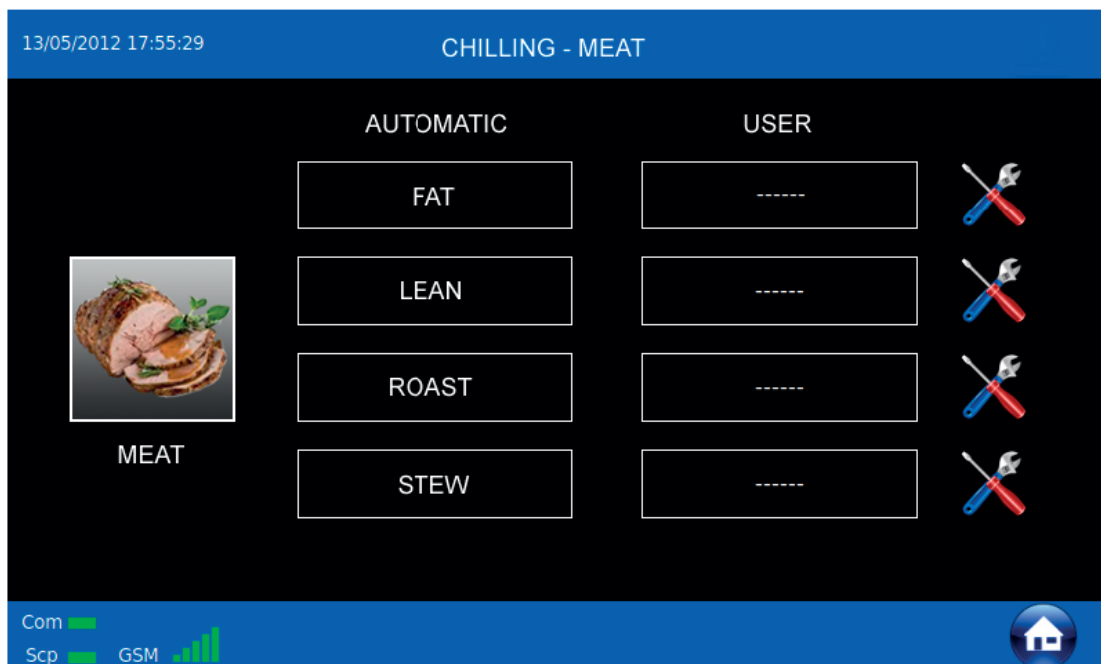 13/05/2012 17:55:29
CHILLING - MEAT
AUTOMATIC USER
FAT ------
LEAN ------
ROAST ------
MEAT
STEW ------
Com
Scp GSM